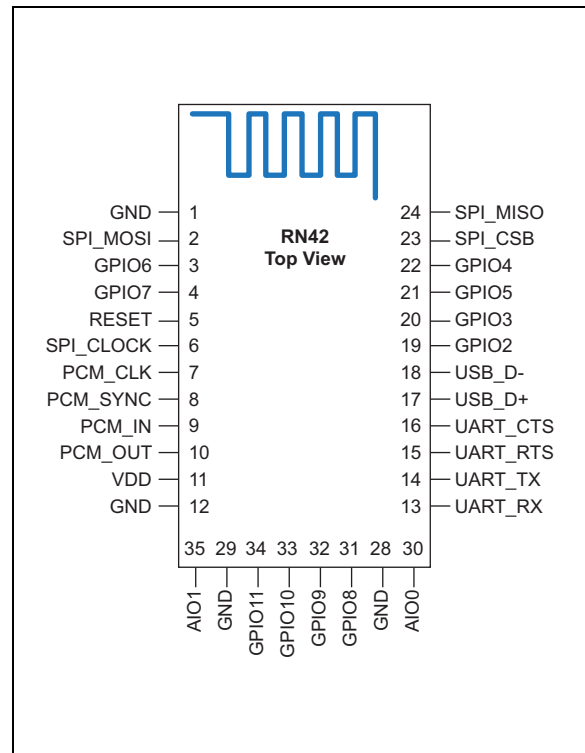 RN42
Top View
GND 1
SPI_MOSI 2
GPIO6 3
GPIO7 4
RESET 5
SPI_CLOCK 6
PCM_CLK 7
PCM_SYNC 8
PCM_IN 9
PCM_OUT 10
VDD 11
GND 12
24 SPI_MISO
23 SPI_CSB
22 GPIO4
21 GPIO5
20 GPIO3
19 GPIO2
18 USB_D-
17 USB_D+
16 UART_CTS
15 UART_RTS
14 UART_TX
13 UART_RX
35 29 34 33 32 31 28 30
AIO1
GND
GPIO11
GPIO10
GPIO9
GPIO8
GND
AIO0